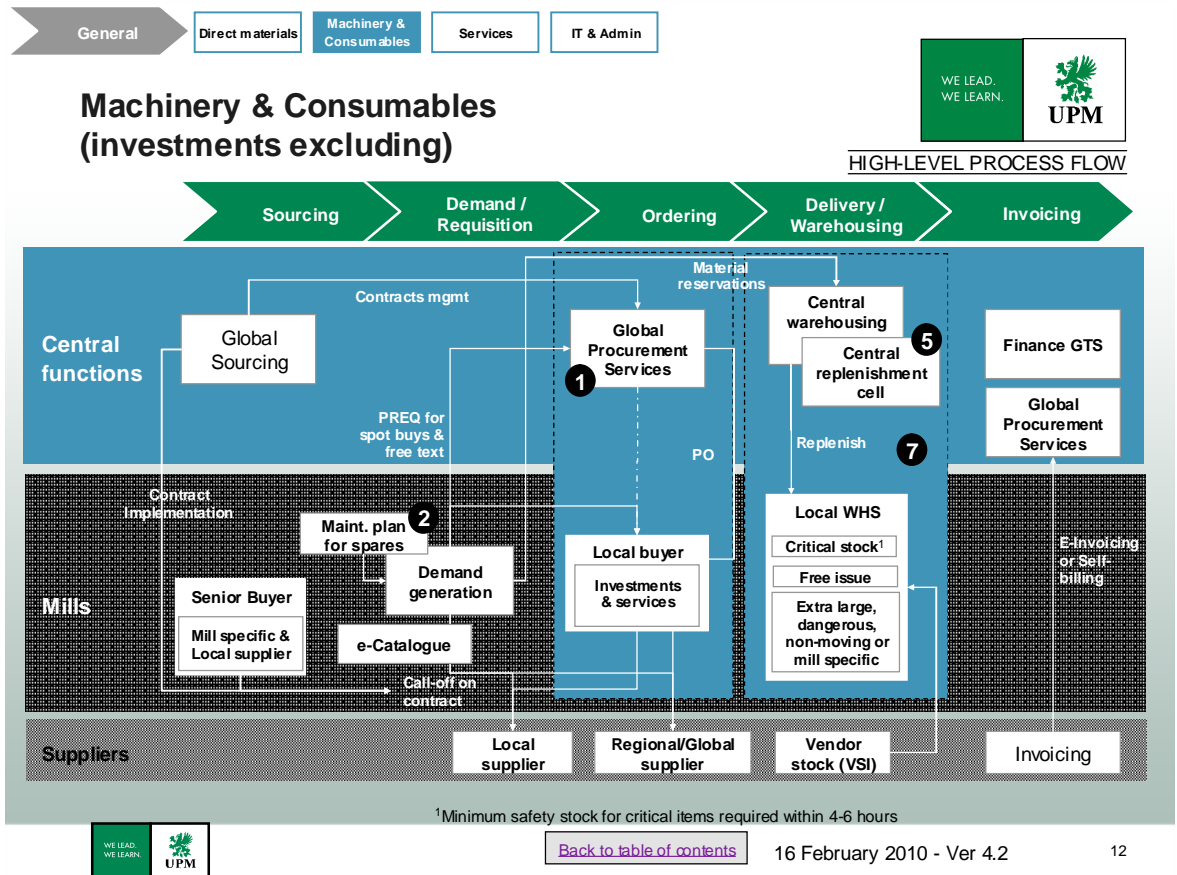 General
Direct materials
Machinery &
Consumables
Services
IT & Admin
Machinery & Consumables
(investments excluding)
WE LEAD.
WE LEARN.
UPM
HIGH-LEVEL PROCESS FLOW
Sourcing
Demand /
Requisition
Ordering
Delivery /
Warehousing
Invoicing
Central
functions
Global
Sourcing
Contracts mgmt
Material
reservations
Global
Procurement
Services
1
Central
warehousing
Central
replenishment
cell
5
Finance GTS
Global
Procurement
Services
PREQ for
spot buys &
free text
PO
Replenish
7
Mills
Contract
Implementation
Maint. plan
for spares
2
Demand
generation
Senior Buyer
Mill specific &
Local supplier
e-Catalogue
Call-off on
contract
Local buyer
Investments
& services
Local WHS
Critical stock1
Free issue
Extra large,
dangerous,
non-moving or
mill specific
E-Invoicing
or Self-
billing
Suppliers
Local
supplier
Regional/Global
supplier
Vendor
stock (VSI)
Invoicing
1Minimum safety stock for critical items required within 4-6 hours
WE LEAD.
WE LEARN.
UPM
Back to table of contents
16 February 2010 - Ver 4.2
12